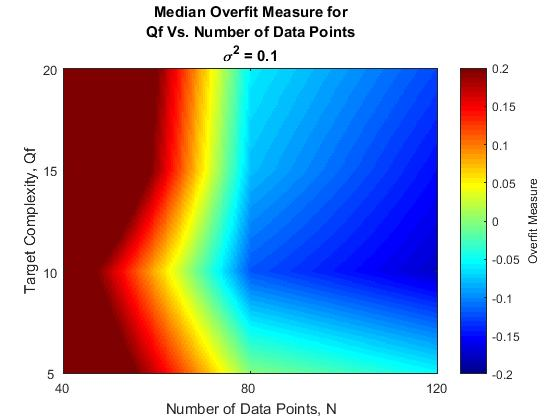 Median Overfit Measure for
Qf Vs. Number of Data Points
σ² = 0.1
Target Complexity, Qf
20
15
10
5
40
80
120
Number of Data Points, N
0.2
0.15
0.1
0.05
0
-0.05
-0.1
-0.15
-0.2
Overfit Measure